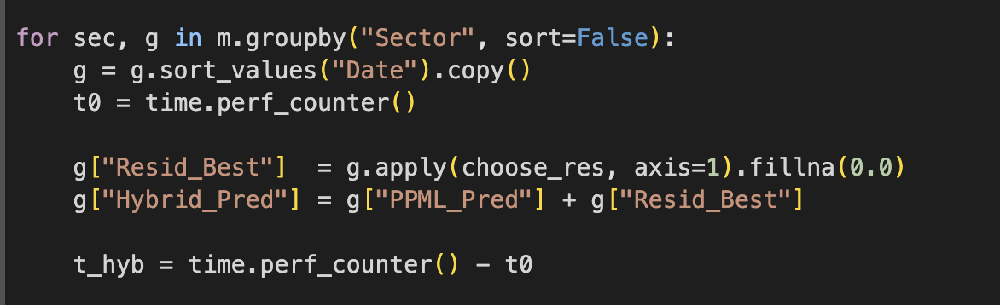 for sec, g in m.groupby("Sector", sort=False):
    g = g.sort_values("Date").copy()
    t0 = time.perf_counter()

    g["Resid_Best"]  = g.apply(choose_res, axis=1).fillna(0.0)
    g["Hybrid_Pred"] = g["PPML_Pred"] + g["Resid_Best"]

    t_hyb = time.perf_counter() - t0